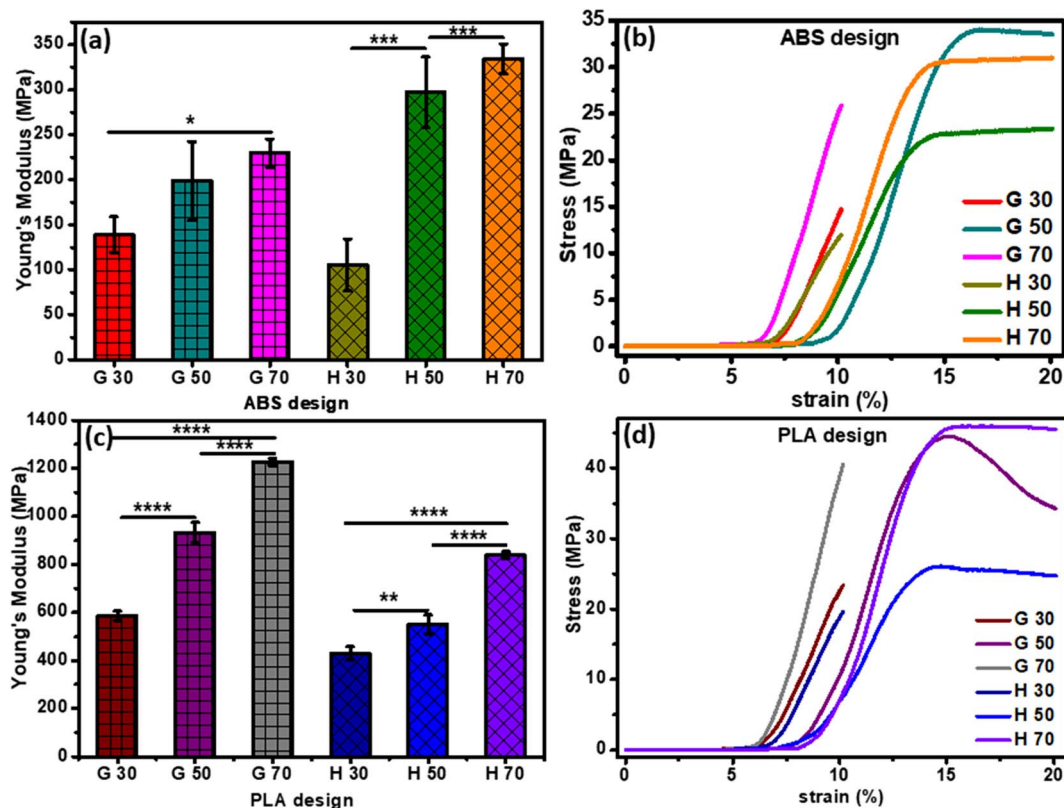 (a)
***
***
*
Young's Modulus (MPa)
350
300
250
200
150
100
50
0
G 30 G 50 G 70 H 30 H 50 H 70
ABS design
(b)
ABS design
Stress (MPa)
35
30
25
20
15
10
5
0
G 30
G 50
G 70
H 30
H 50
H 70
0 5 10 15 20
strain (%)
(c)
****
****
****
****
****
**
Young's Modulus (MPa)
1400
1200
1000
800
600
400
200
0
G 30 G 50 G 70 H 30 H 50 H 70
PLA design
(d)
PLA design
Stress (MPa)
40
30
20
10
0
G 30
G 50
G 70
H 30
H 50
H 70
0 5 10 15 20
strain (%)